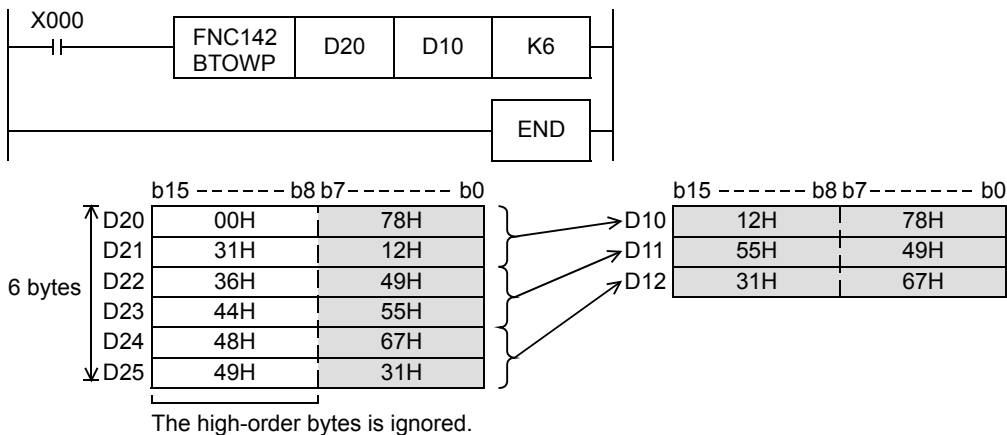 X000
FNC142 BTOWP D20 D10 K6
END
b15 b8 b7 b0
D20 00H 78H
D21 31H 12H
D22 36H 49H
D23 44H 55H
D24 48H 67H
D25 49H 31H
6 bytes
The high-order bytes is ignored.
b15 b8 b7 b0
D10 12H 78H
D11 55H 49H
D12 31H 67H